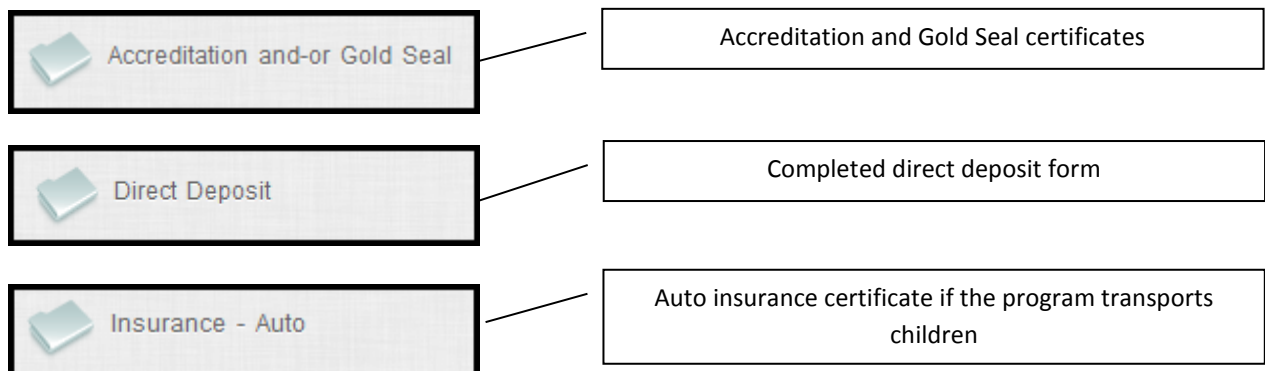 Accreditation and-or Gold Seal
Accreditation and Gold Seal certificates
Direct Deposit
Completed direct deposit form
Insurance - Auto
Auto insurance certificate if the program transports
children